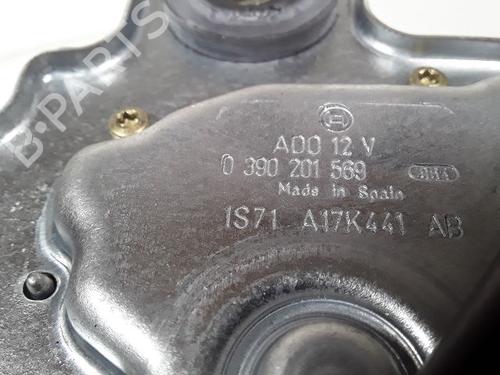 ADO 12 V
0 390 201 569
Made in Spain
1S71 A17K441 AB
B-PARTS